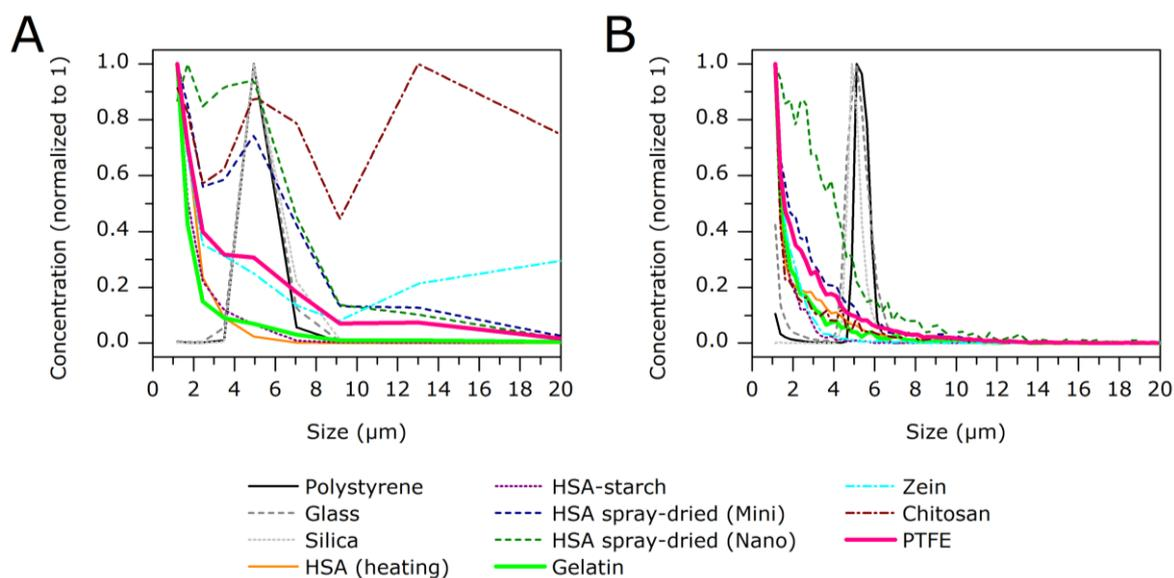 A
B
Concentration (normalized to 1)
1.0
0.8
0.6
0.4
0.2
0.0
0 2 4 6 8 10 12 14 16 18 20
Size (µm)
Concentration (normalized to 1)
1.0
0.8
0.6
0.4
0.2
0.0
0 2 4 6 8 10 12 14 16 18 20
Size (µm)
Polystyrene
Glass
Silica
HSA (heating)
HSA-starch
HSA spray-dried (Mini)
HSA spray-dried (Nano)
Gelatin
Zein
Chitosan
PTFE